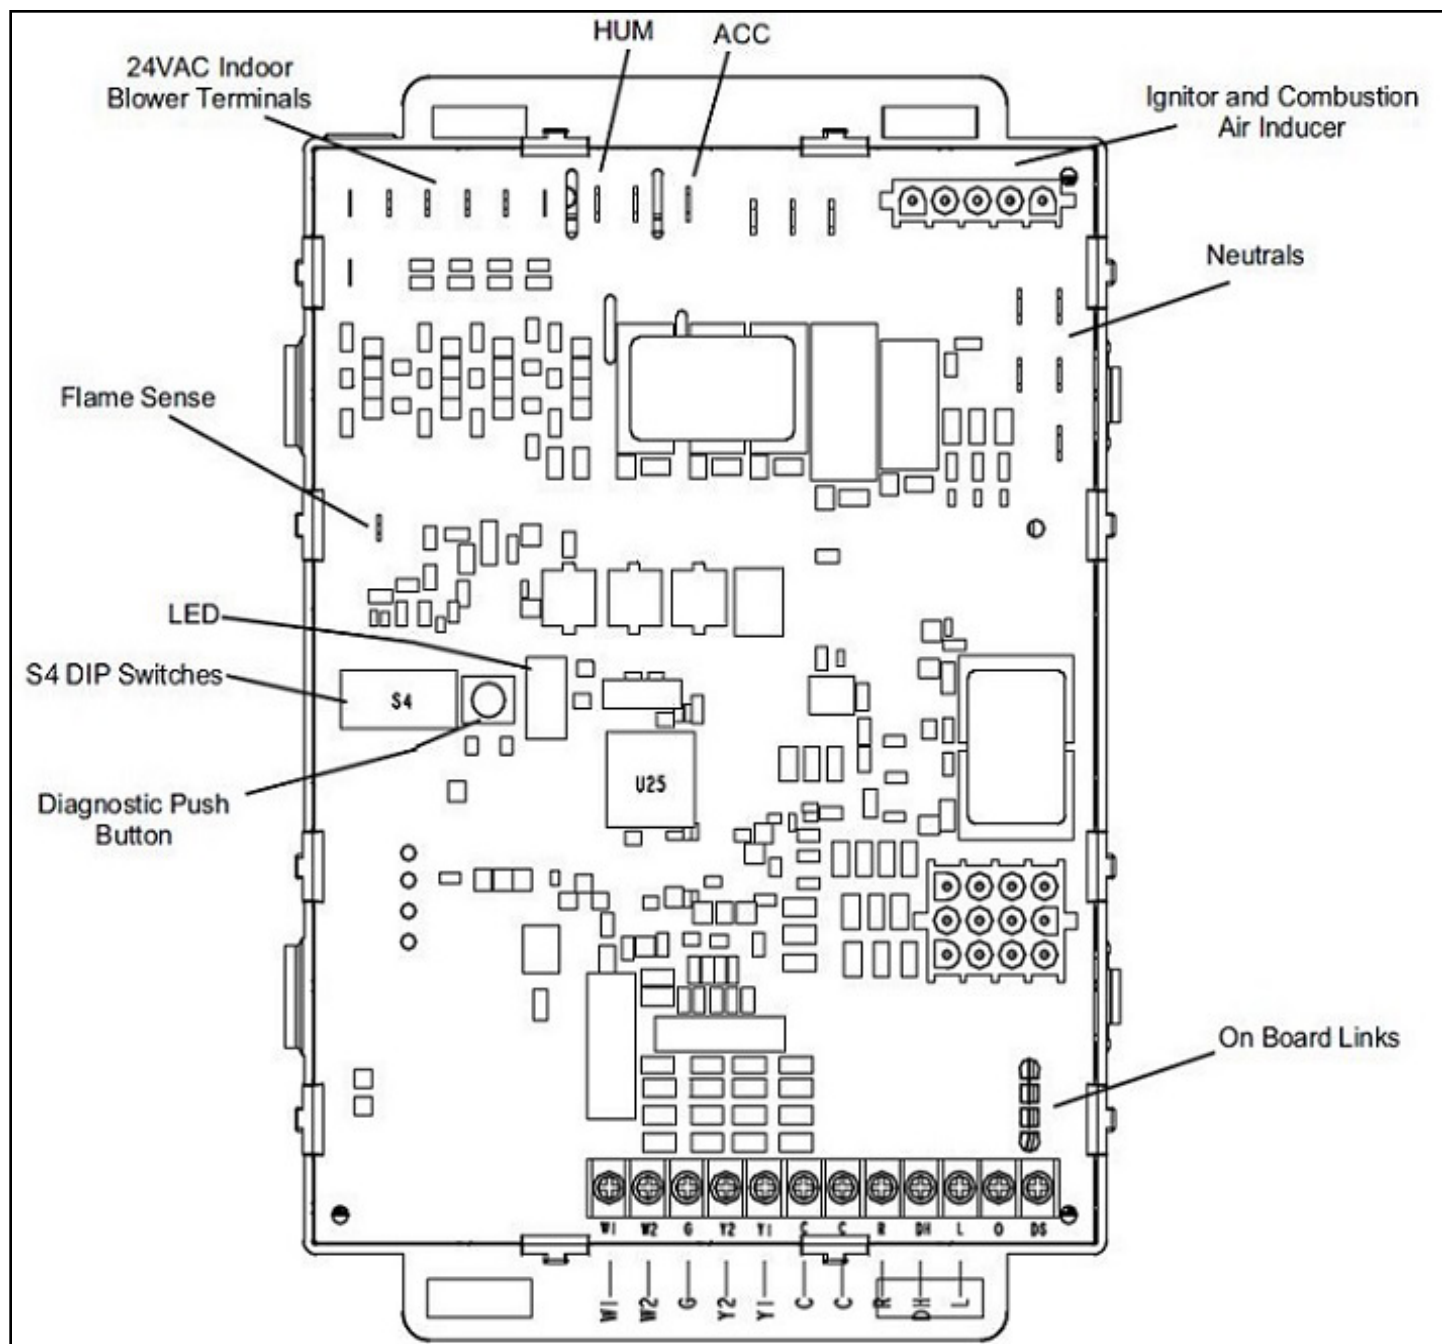 HUM
ACC
24VAC Indoor
Blower Terminals
Ignitor and Combustion
Air Inducer
Neutrals
Flame Sense
LED
S4 DIP Switches
S4
U25
Diagnostic Push
Button
On Board Links
W1 W2 G Y2 Y1 C C R DH L O DS
W1 W2 G Y2 Y1 C C R DH L